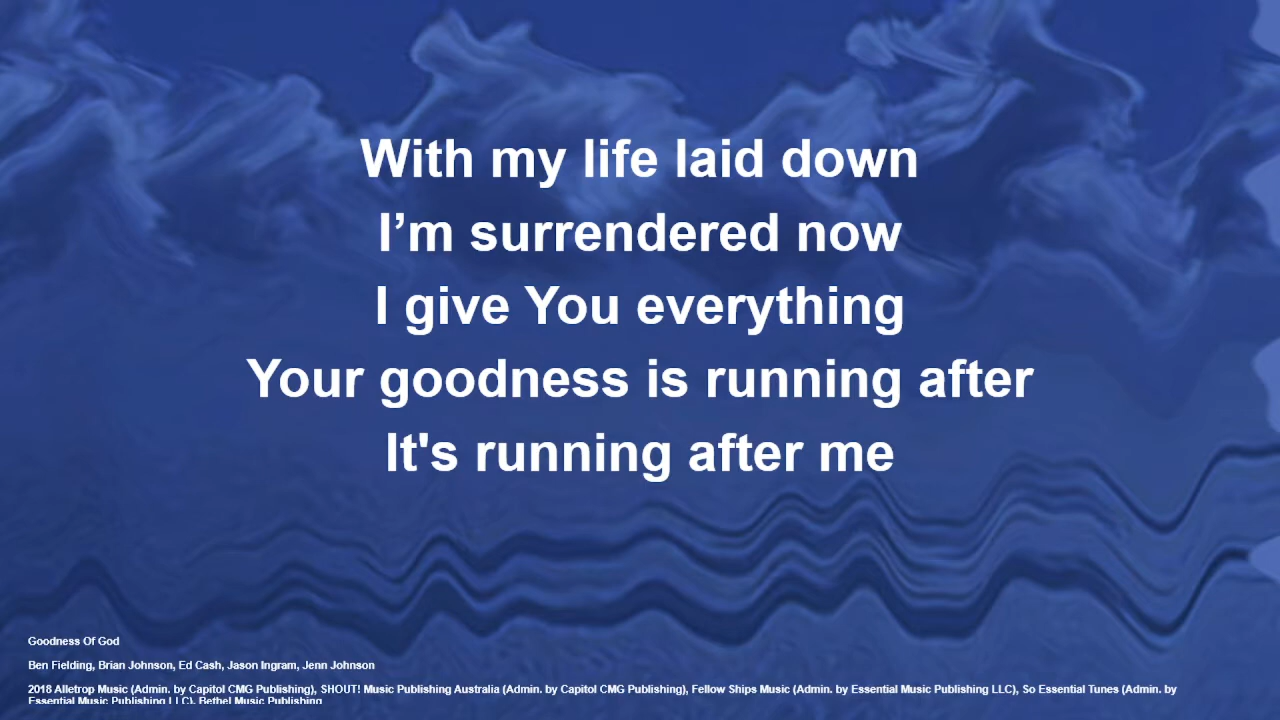 With my life laid down
I’m surrendered now
I give You everything
Your goodness is running after
It's running after me
Goodness Of God
Ben Fielding, Brian Johnson, Ed Cash, Jason Ingram, Jenn Johnson
2018 Alletrop Music (Admin. by Capitol CMG Publishing), SHOUT! Music Publishing Australia (Admin. by Capitol CMG Publishing), Fellow Ships Music (Admin. by Essential Music Publishing LLC), So Essential Tunes (Admin. by
Essential Music Publishing LLC), Bethel Music Publishing